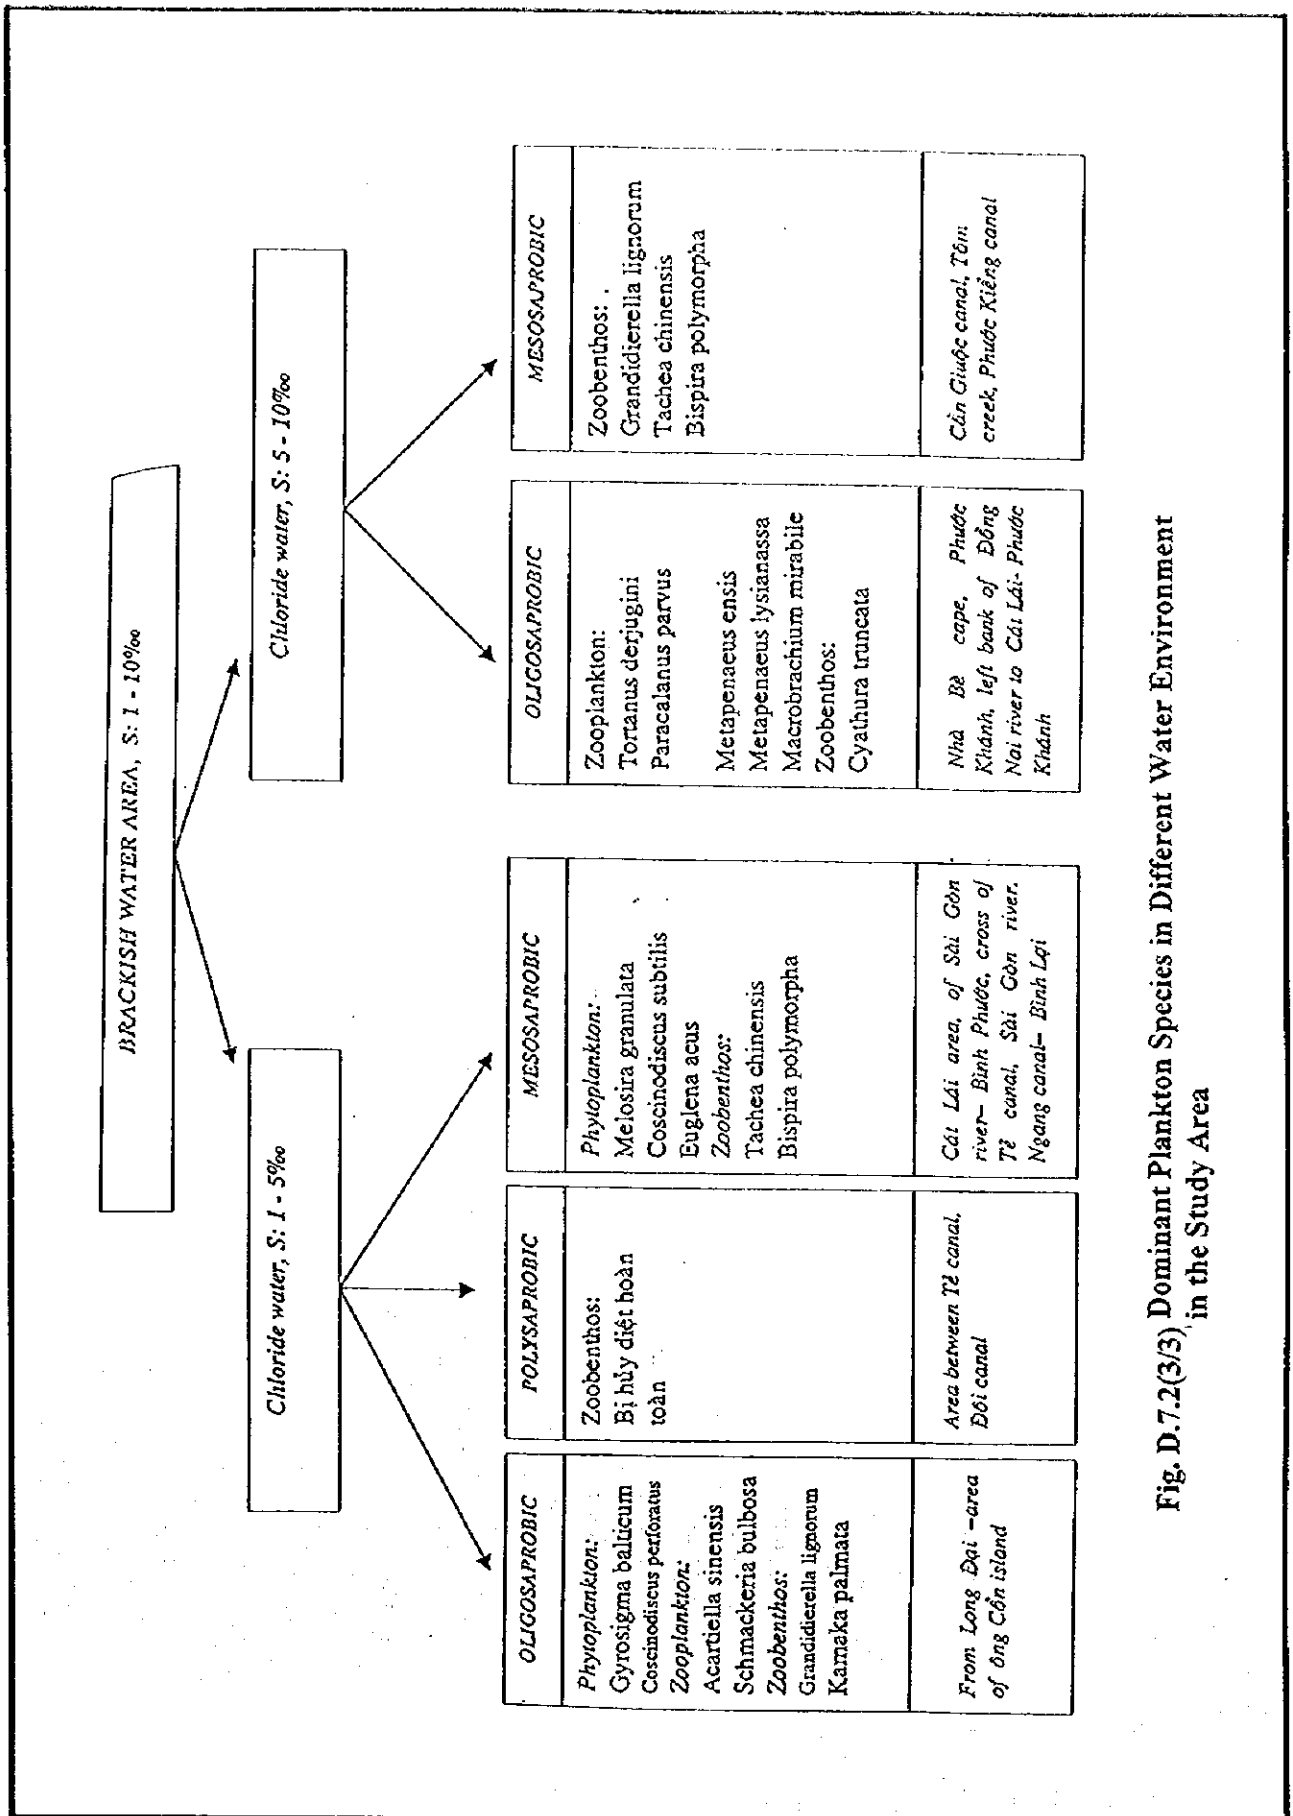 BRACKISH WATER AREA, S: 1 - 10‰
Chloride water, S: 1 - 5‰
Chloride water, S: 5 - 10‰
OLIGOSAPROBIC
Phytoplankton:
Gyrosigma balticum
Coscinodiscus perforatus
Zooplankton:
Acartiella sinensis
Schmackeria bulbosa
Zoobenthos:
Grandidierella lignorum
Kamaka palmata
From Long Đại –area
of ông Cồn island
POLYSAPROBIC
Zoobenthos:
Bị hủy diệt hoàn
toàn
Area between Tẻ canal,
Đôi canal
MESOSAPROBIC
Phytoplankton:
Melosira granulata
Coscinodiscus subtilis
Euglena acus
Zoobenthos:
Tachea chinensis
Bispira polymorpha
Cát Lái area, of Sài Gòn
river– Bình Phước, cross of
Tẻ canal, Sài Gòn river.
Ngang canal– Bình Lợi
OLIGOSAPROBIC
Zooplankton:
Tortanus derjugini
Paracalanus parvus
Metapenaeus ensis
Metapenaeus lysianassa
Macrobrachium mirabile
Zoobenthos:
Cyathura truncata
Nhà Bè cape, Phước
Khánh, left bank of Đồng
Nai river to Cát Lái- Phước
Khánh
MESOSAPROBIC
Zoobenthos:
Grandidierella lignorum
Tachea chinensis
Bispira polymorpha
Cần Giuộc canal, Tôm
creek, Phước Kiểng canal
Fig. D.7.2(3/3) Dominant Plankton Species in Different Water Environment
in the Study Area